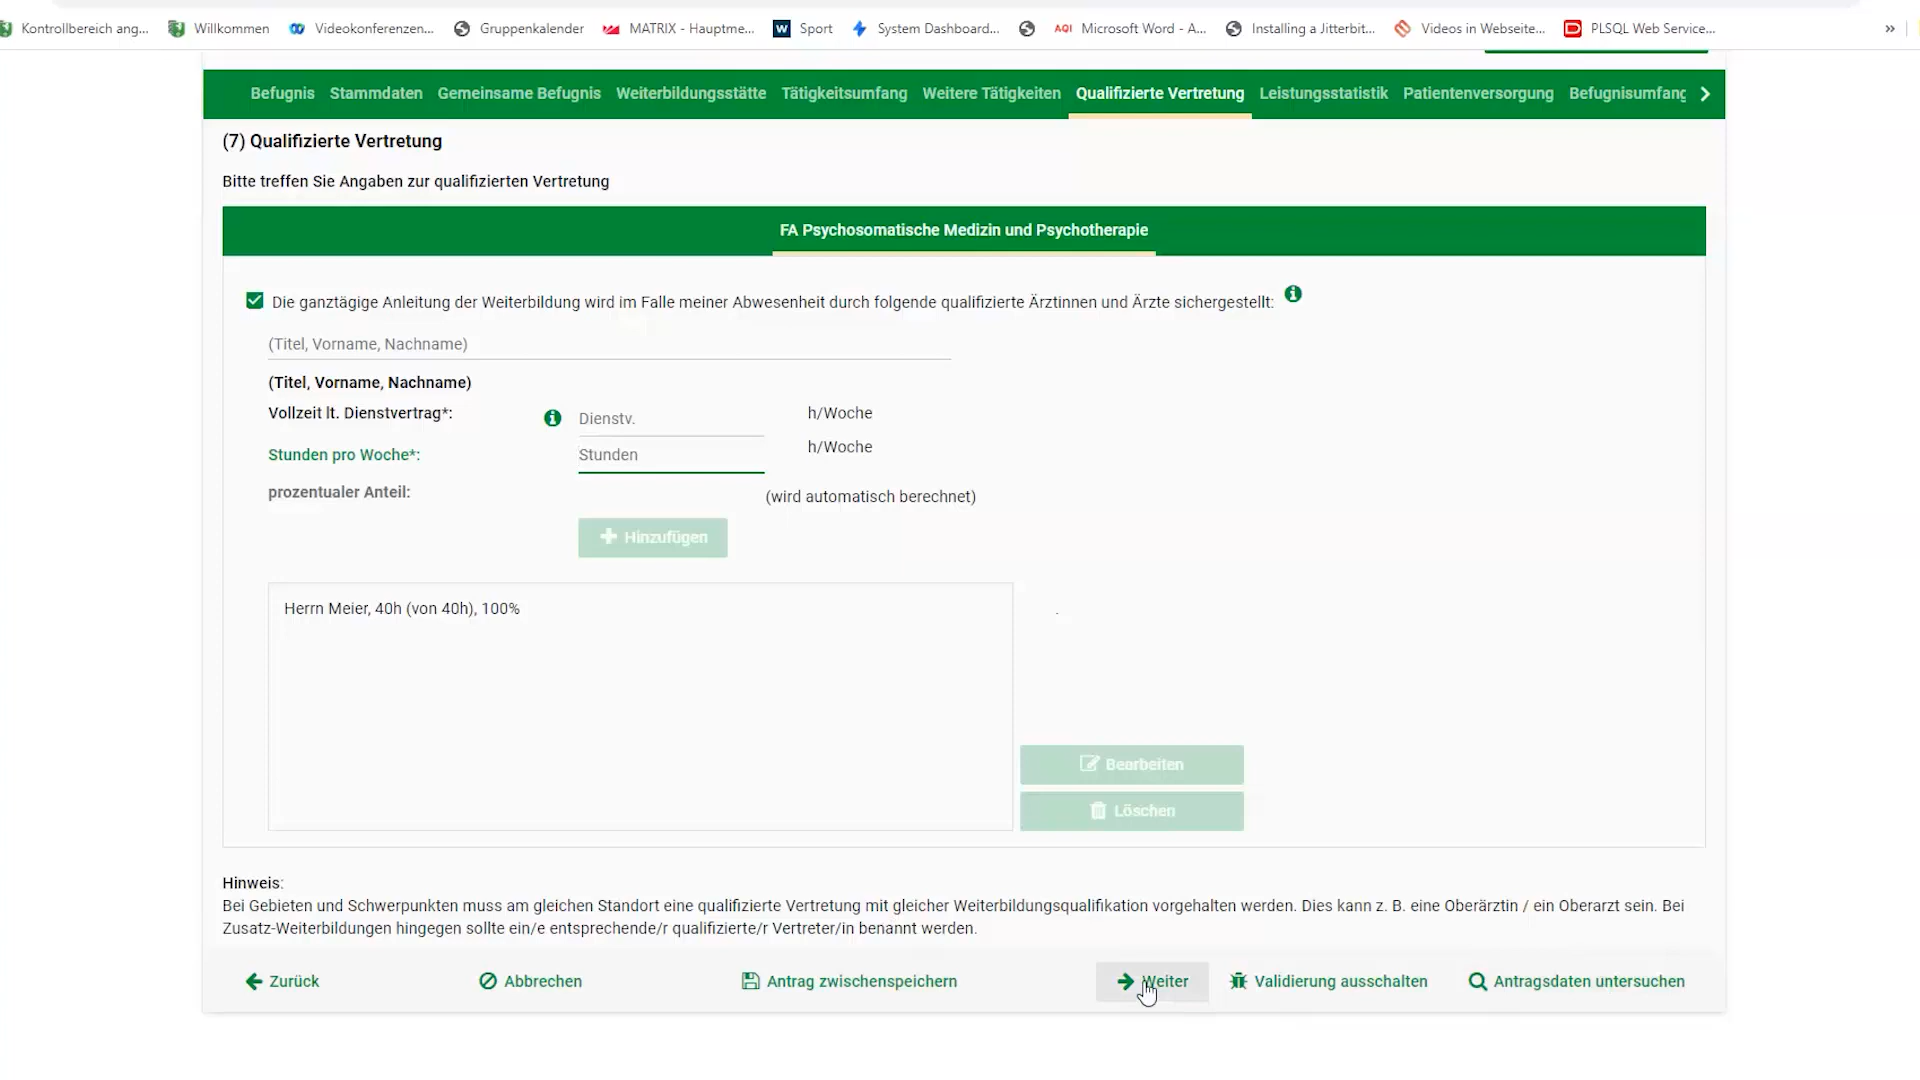 Kontrollbereich ang... Willkommen Videokonferenzen... Gruppenkalender MATRIX - Hauptme... W Sport System Dashboard... AQI Microsoft Word - A... Installing a Jitterbit... Videos in Webseite... PLSQL Web Service... »
Befugnis Stammdaten Gemeinsame Befugnis Weiterbildungsstätte Tätigkeitsumfang Weitere Tätigkeiten Qualifizierte Vertretung Leistungsstatistik Patientenversorgung Befugnisumfang
(7) Qualifizierte Vertretung
Bitte treffen Sie Angaben zur qualifizierten Vertretung
FA Psychosomatische Medizin und Psychotherapie
Die ganztägige Anleitung der Weiterbildung wird im Falle meiner Abwesenheit durch folgende qualifizierte Ärztinnen und Ärzte sichergestellt:
(Titel, Vorname, Nachname)
(Titel, Vorname, Nachname)
Vollzeit lt. Dienstvertrag*: Dienstv. h/Woche
Stunden pro Woche*: Stunden h/Woche
prozentualer Anteil: (wird automatisch berechnet)
Hinzufügen
Herrn Meier, 40h (von 40h), 100% .
Bearbeiten
Löschen
Hinweis:
Bei Gebieten und Schwerpunkten muss am gleichen Standort eine qualifizierte Vertretung mit gleicher Weiterbildungsqualifikation vorgehalten werden. Dies kann z. B. eine Oberärztin / ein Oberarzt sein. Bei
Zusatz-Weiterbildungen hingegen sollte ein/e entsprechende/r qualifizierte/r Vertreter/in benannt werden.
Zurück Abbrechen Antrag zwischenspeichern Weiter Validierung ausschalten Antragsdaten untersuchen